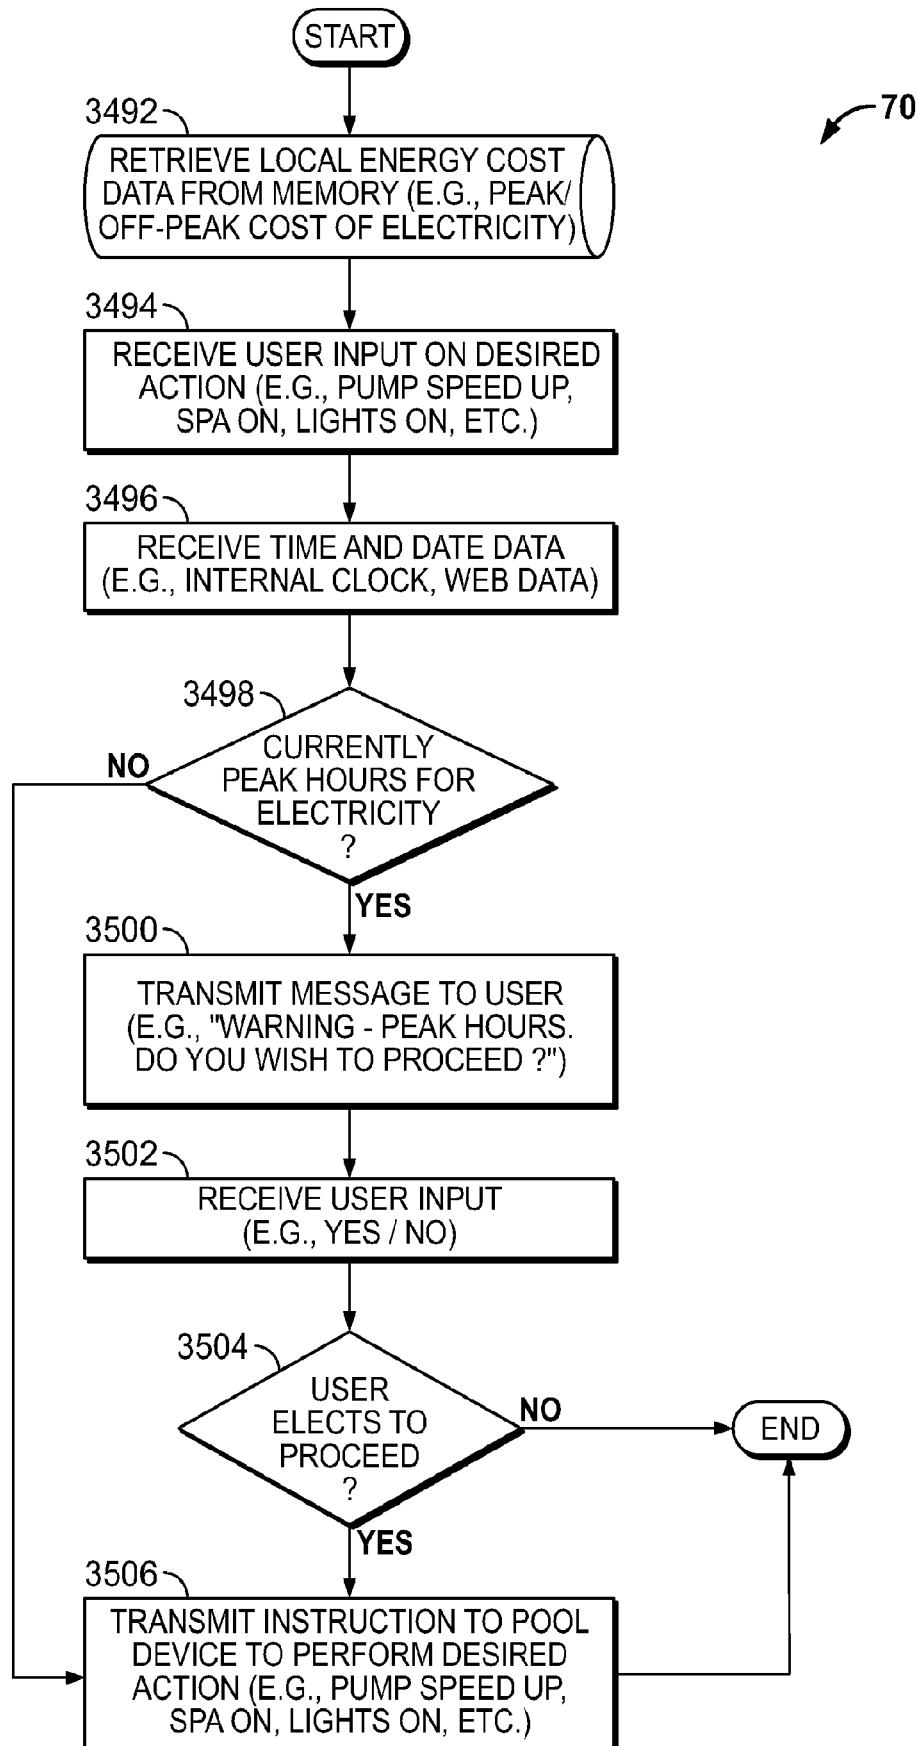 START
70
3492
RETRIEVE LOCAL ENERGY COST
DATA FROM MEMORY (E.G., PEAK/
OFF-PEAK COST OF ELECTRICITY)
3494
RECEIVE USER INPUT ON DESIRED
ACTION (E.G., PUMP SPEED UP,
SPA ON, LIGHTS ON, ETC.)
3496
RECEIVE TIME AND DATE DATA
(E.G., INTERNAL CLOCK, WEB DATA)
3498
CURRENTLY
PEAK HOURS FOR
ELECTRICITY
?
NO
YES
3500
TRANSMIT MESSAGE TO USER
(E.G., "WARNING - PEAK HOURS.
DO YOU WISH TO PROCEED ?")
3502
RECEIVE USER INPUT
(E.G., YES / NO)
3504
USER
ELECTS TO
PROCEED
?
NO
END
YES
3506
TRANSMIT INSTRUCTION TO POOL
DEVICE TO PERFORM DESIRED
ACTION (E.G., PUMP SPEED UP,
SPA ON, LIGHTS ON, ETC.)